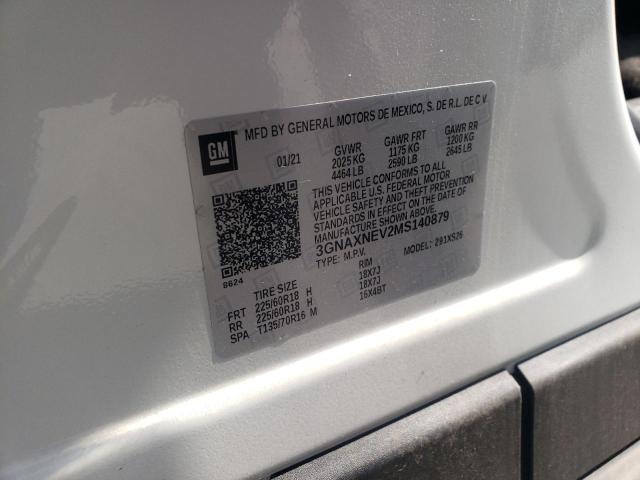 GM
MFD BY GENERAL MOTORS DE MEXICO, S. DE R.L. DE C V
01/21 GVWR GAWR FRT GAWR RR
2025 KG 1175 KG 1200 KG
4464 LB 2590 LB 2645 LB
THIS VEHICLE CONFORMS TO ALL
APPLICABLE U.S. FEDERAL MOTOR
VEHICLE SAFETY AND THEFT
PREVENTION STANDARDS IN EFFECT
ON THE DATE OF MANUFACTURE
SHOWN ABOVE.
3GNAXNEV2MS140879
TYPE: M.P.V. MODEL: 291XS26
8624
TIRE SIZE RIM
FRT 225/60R18 H 18X7J
RR 225/60R18 H 18X7J
SPA T135/70R16 M 16X4BT